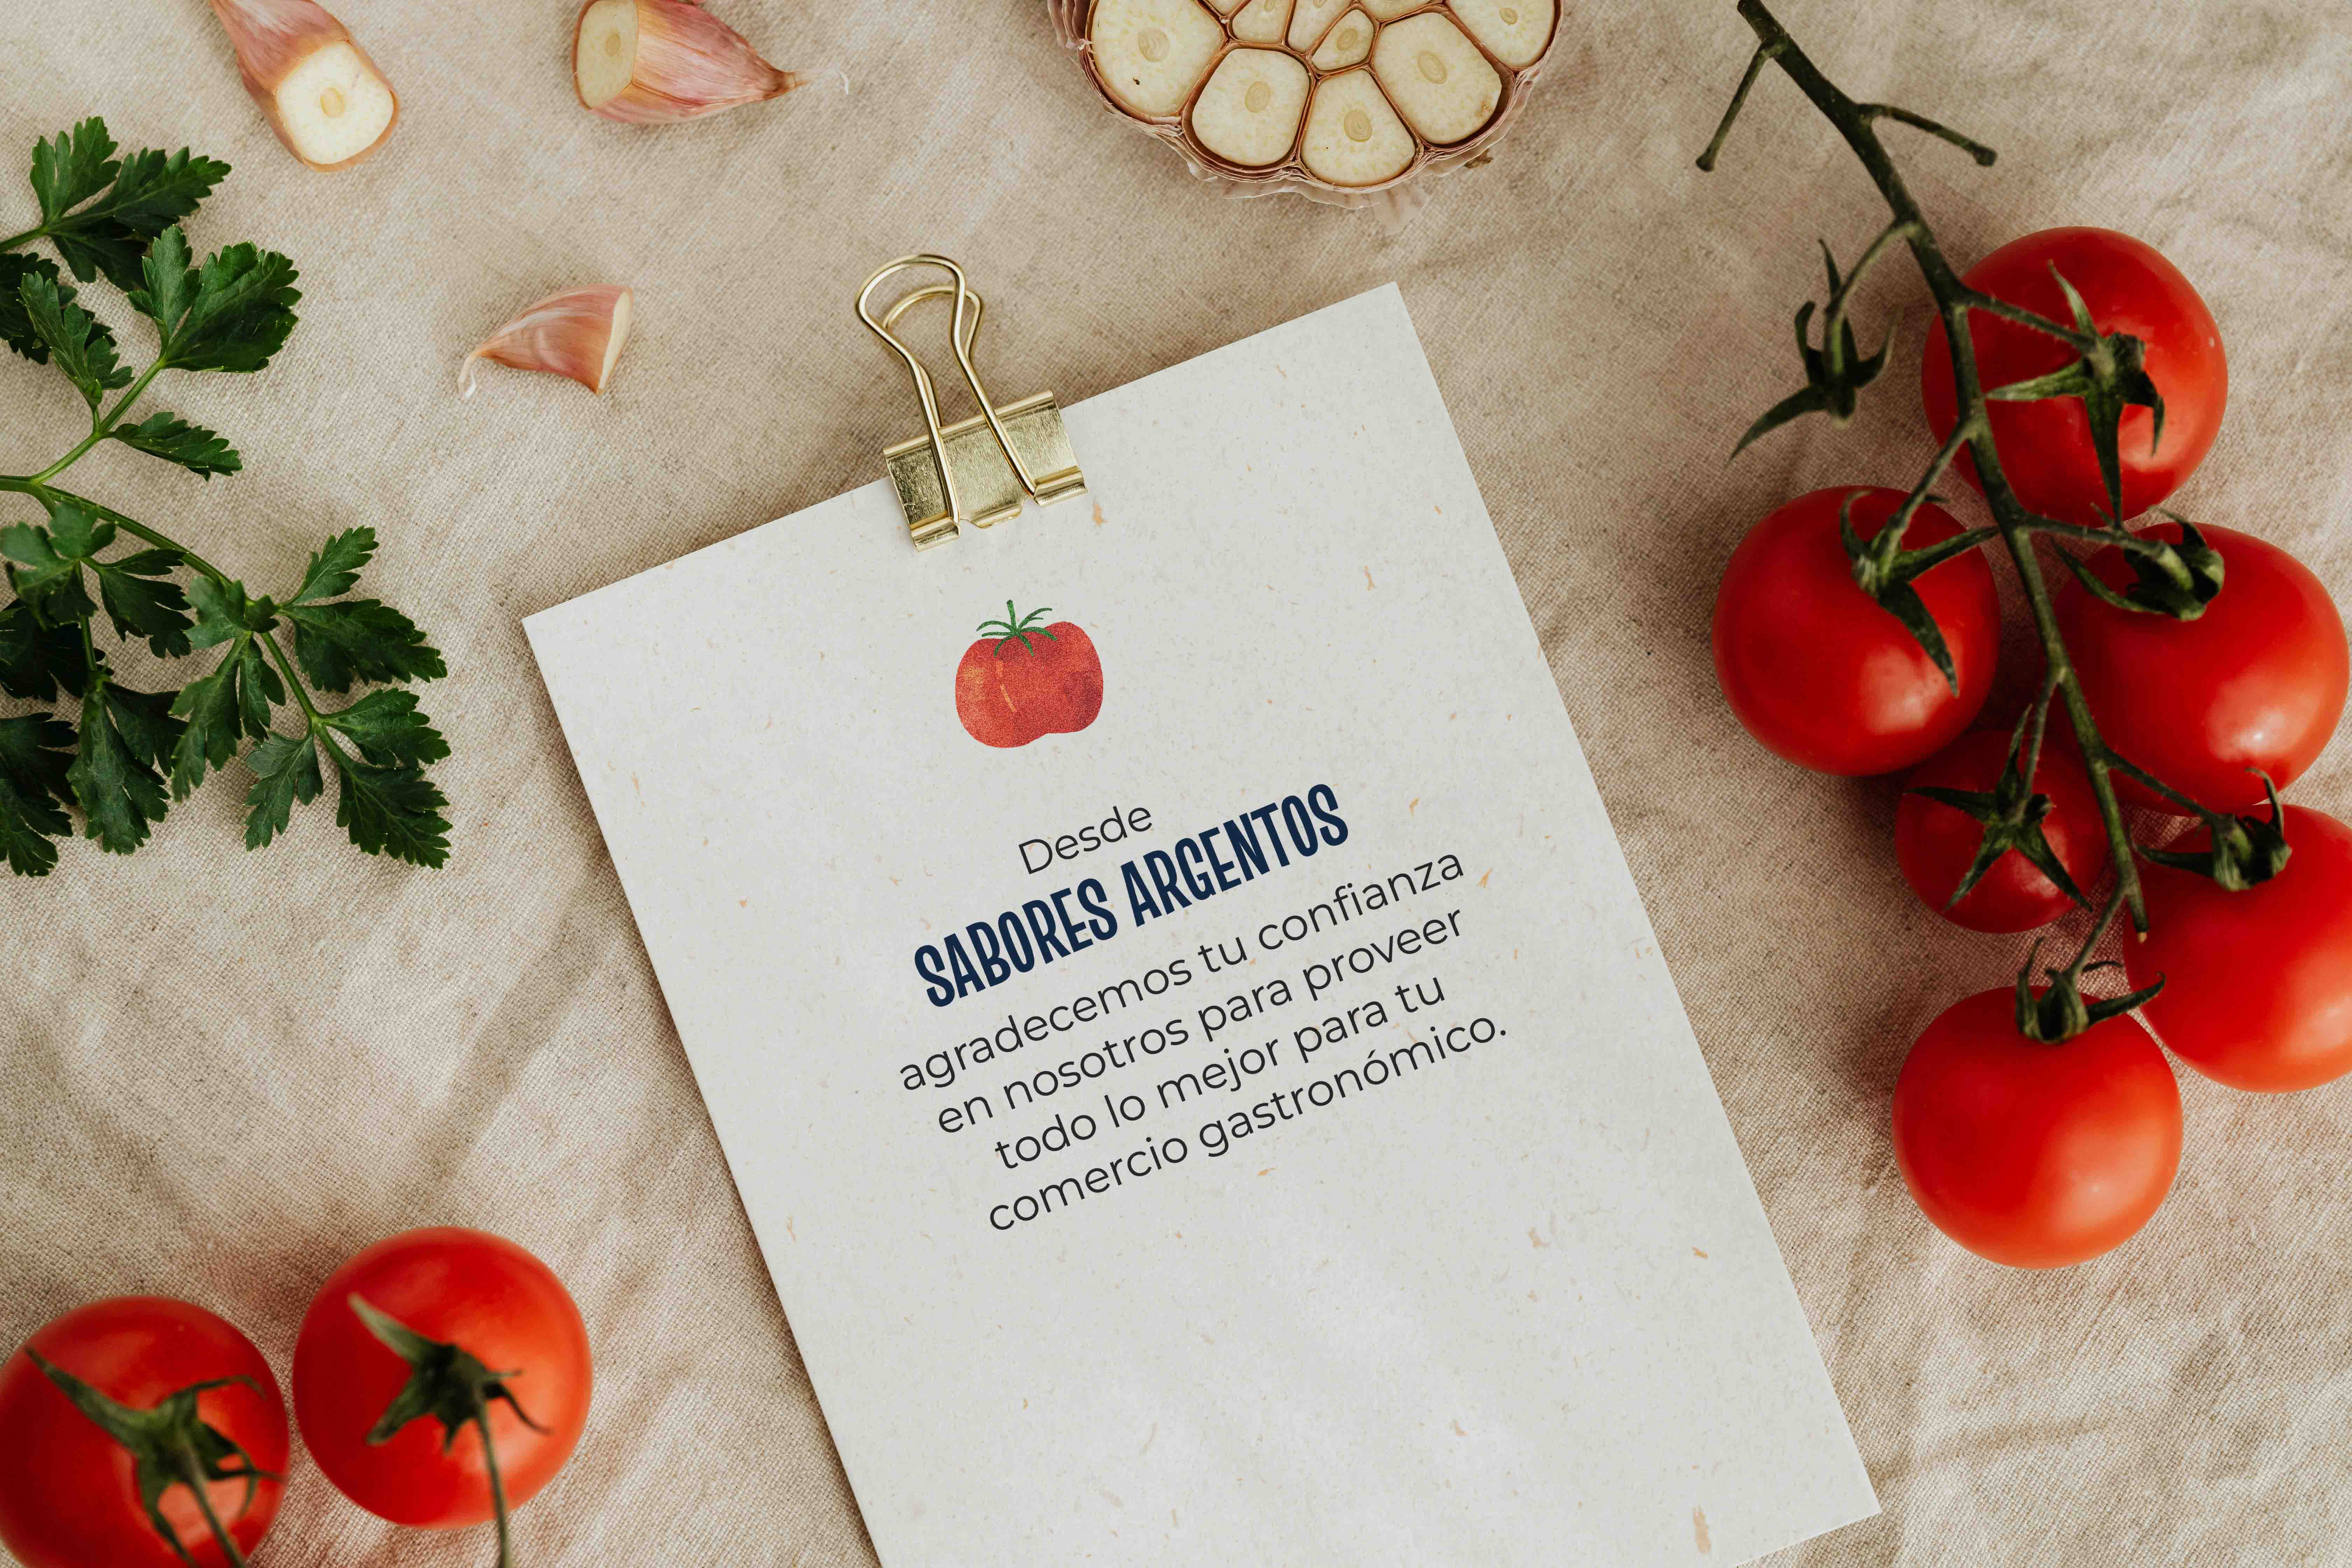 Desde
SABORES ARGENTOS
agradecemos tu confianza
en nosotros para proveer
todo lo mejor para tu
comercio gastronómico.